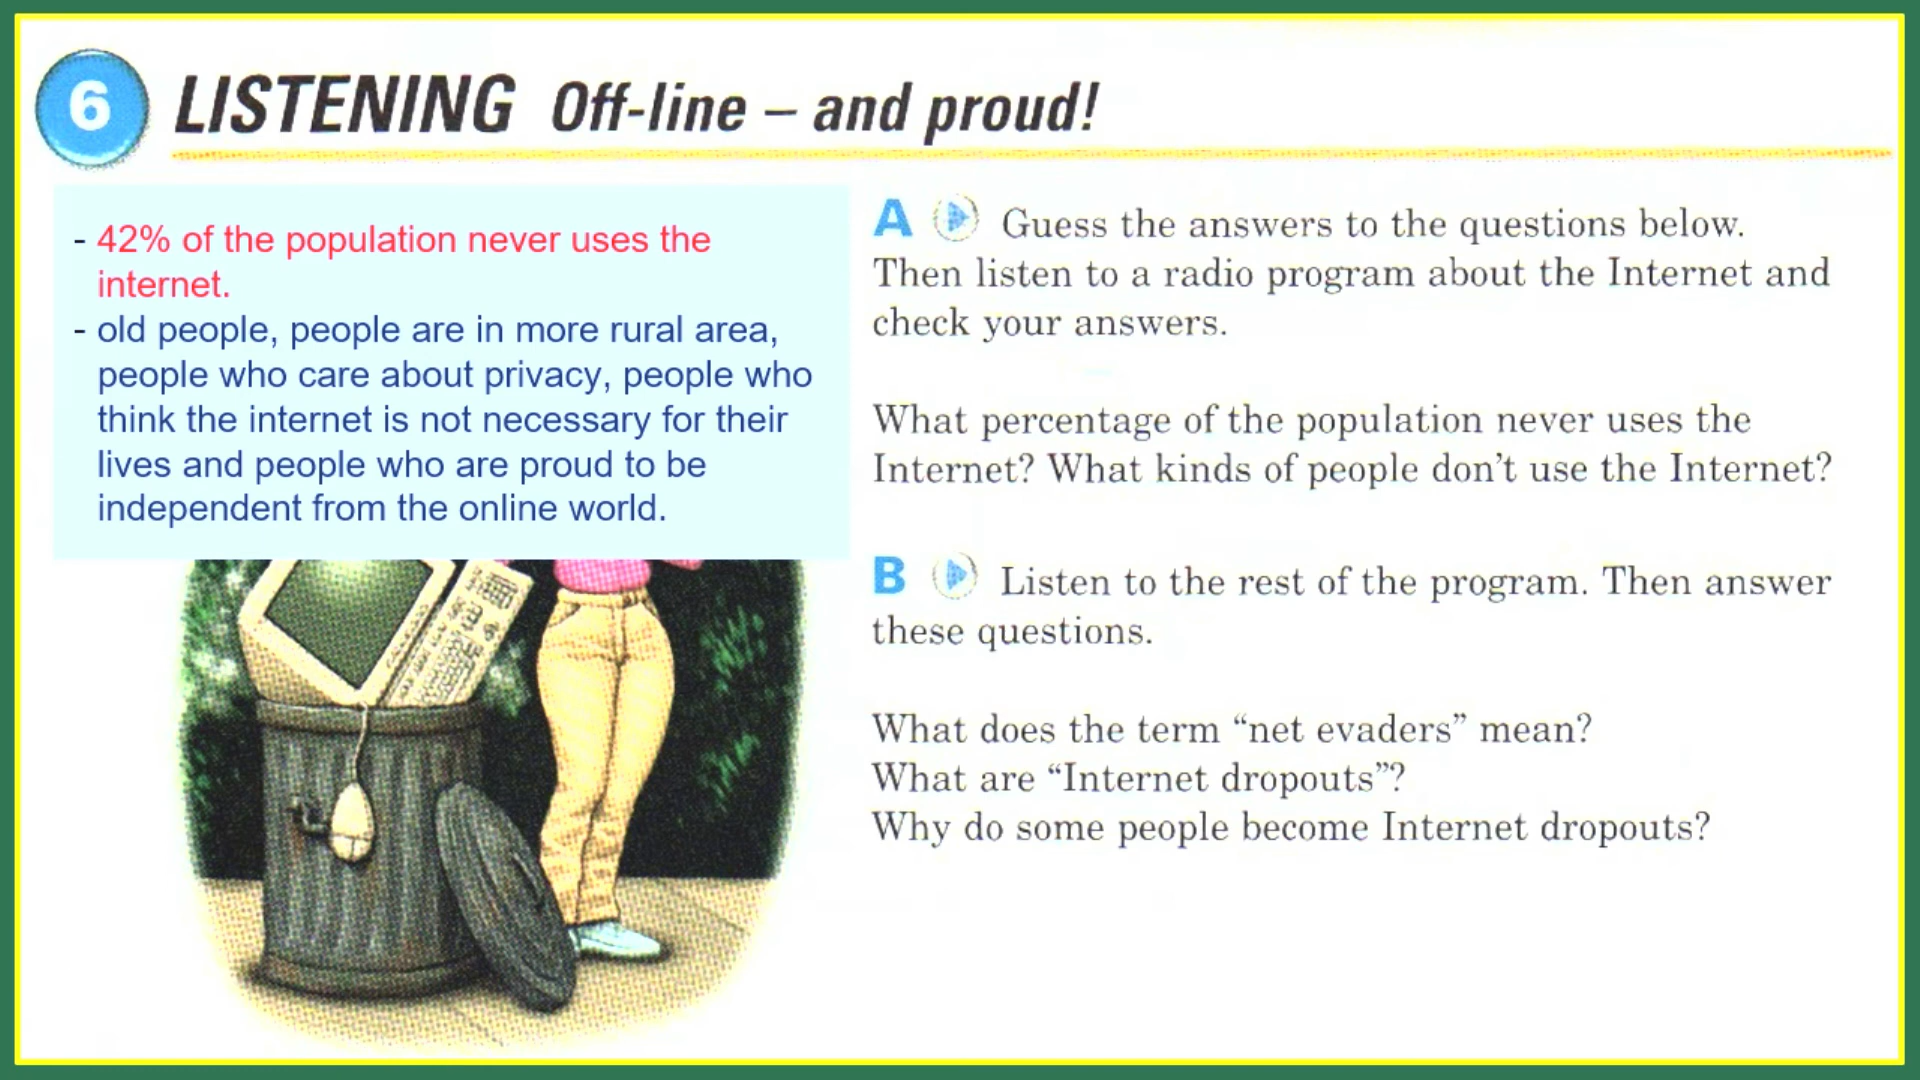 6 LISTENING Off-line – and proud!
- 42% of the population never uses the
internet.
- old people, people are in more rural area,
people who care about privacy, people who
think the internet is not necessary for their
lives and people who are proud to be
independent from the online world.
A Guess the answers to the questions below.
Then listen to a radio program about the Internet and
check your answers.
What percentage of the population never uses the
Internet? What kinds of people don't use the Internet?
B Listen to the rest of the program. Then answer
these questions.
What does the term “net evaders” mean?
What are “Internet dropouts”?
Why do some people become Internet dropouts?